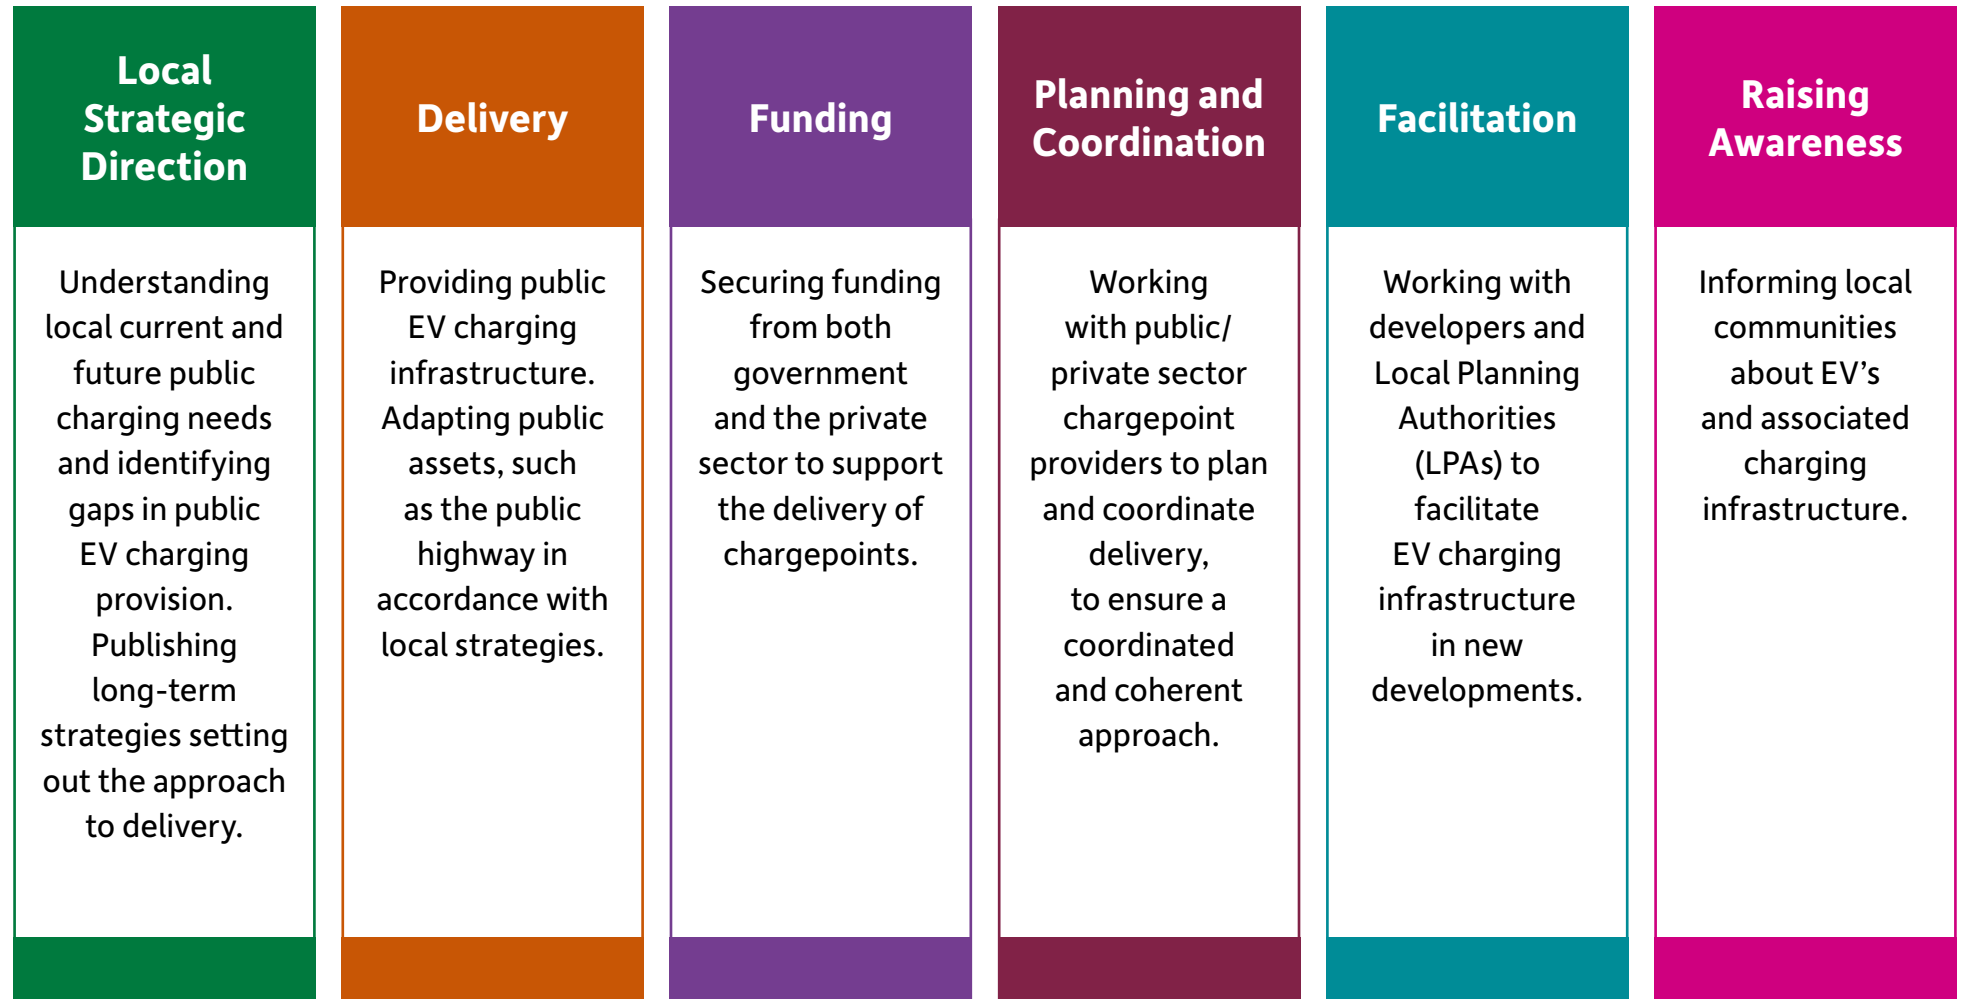 Local
Strategic
Direction
Understanding
local current and
future public
charging needs
and identifying
gaps in public
EV charging
provision.
Publishing
long-term
strategies setting
out the approach
to delivery.
Delivery
Providing public
EV charging
infrastructure.
Adapting public
assets, such
as the public
highway in
accordance with
local strategies.
Funding
Securing funding
from both
government
and the private
sector to support
the delivery of
chargepoints.
Planning and
Coordination
Working
with public/
private sector
chargepoint
providers to plan
and coordinate
delivery,
to ensure a
coordinated
and coherent
approach.
Facilitation
Working with
developers and
Local Planning
Authorities
(LPAs) to
facilitate
EV charging
infrastructure
in new
developments.
Raising
Awareness
Informing local
communities
about EV’s
and associated
charging
infrastructure.